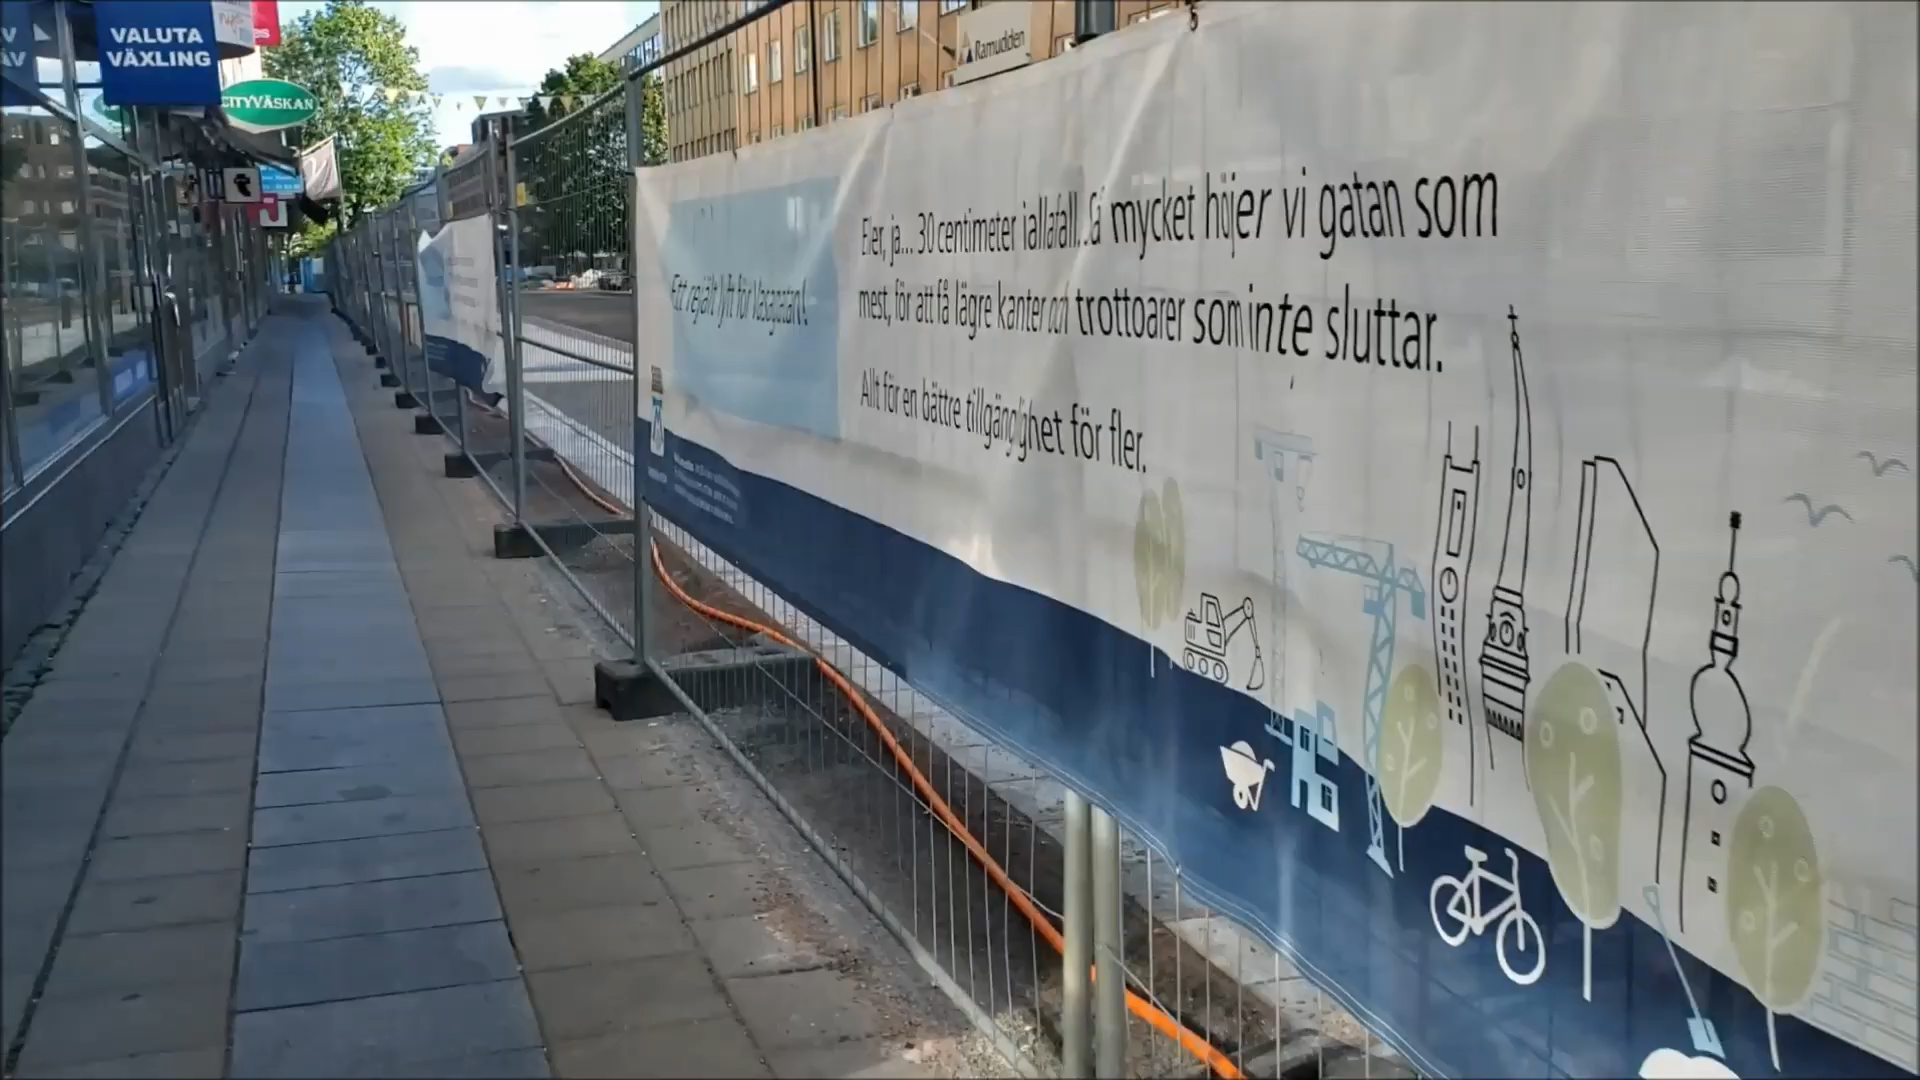 VALUTA
VÄXLING
CITYVÄSKAN
Ramudden
Ett rejält lyft för Vasagatan!
Eller, ja... 30 centimeter iallafall. Så mycket höjer vi gatan som
mest, för att få lägre kanter och trottoarer som inte sluttar.
Allt för en bättre tillgänglighet för fler.